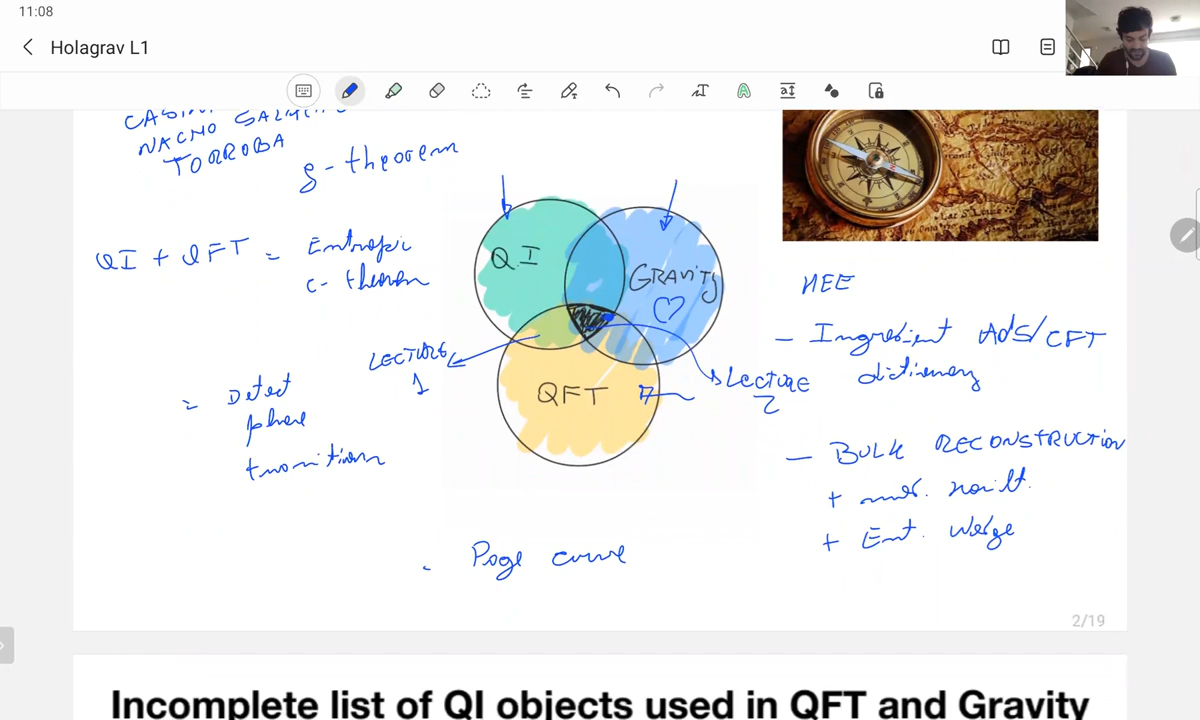 11:08
Holagrav L1
NACHO
TORROBA
g - theorem
QI + QFT = Entropic
c - theorem
= Detect
phase
transitions
LECTURE
1
QI
GRAVITY
QFT
LECTURE
2
HEE
- Ingredient AdS/CFT
dictionary
- BULK RECONSTRUCTION
+
+ Ent. Wedge
Page curve
2/19
Incomplete list of QI objects used in QFT and Gravity